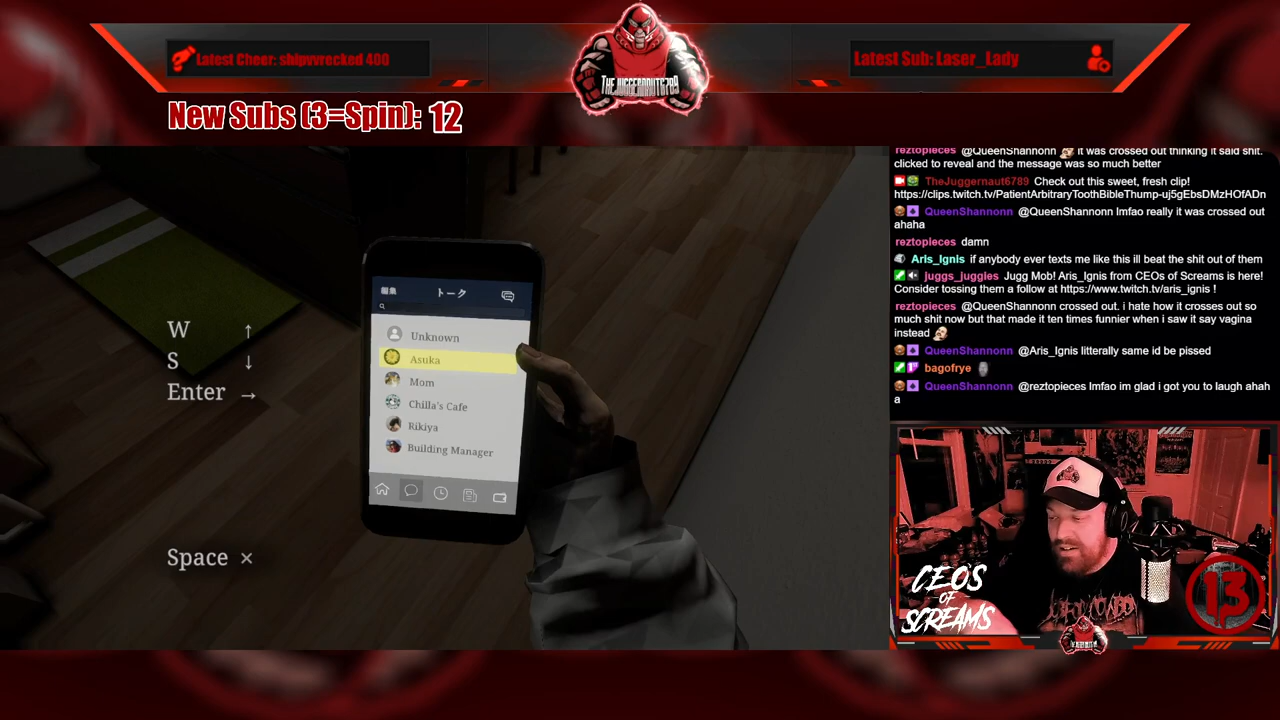 Latest Cheer: shipvvrecked 400
THEJUGGERNAUT6789
Latest Sub: Laser_Lady
New Subs (3=Spin): 12
W ↑
S ↓
Enter →
Space ×
編集 トーク
Unknown
Asuka
Mom
Chilla's Cafe
Rikiya
Building Manager
reztopieces @QueenShannonn it was crossed out thinking it said shit.
clicked to reveal and the message was so much better
TheJuggernaut6789 Check out this sweet, fresh clip!
https://clips.twitch.tv/PatientArbitraryToothBibleThump-uj5gEbsDMzHOfADn
QueenShannonn @QueenShannonn lmfao really it was crossed out
ahaha
reztopieces damn
Aris_Ignis if anybody ever texts me like this ill beat the shit out of them
juggs_juggies Jugg Mob! Aris_Ignis from CEOs of Screams is here!
Consider tossing them a follow at https://www.twitch.tv/aris_ignis !
reztopieces @QueenShannonn crossed out. i hate how it crosses out so
much shit now but that made it ten times funnier when i saw it say vagina
instead
QueenShannonn @Aris_Ignis litterally same id be pissed
bagofrye
QueenShannonn @reztopieces lmfao im glad i got you to laugh ahah
a
CEOS
OF
SCREAMS
13